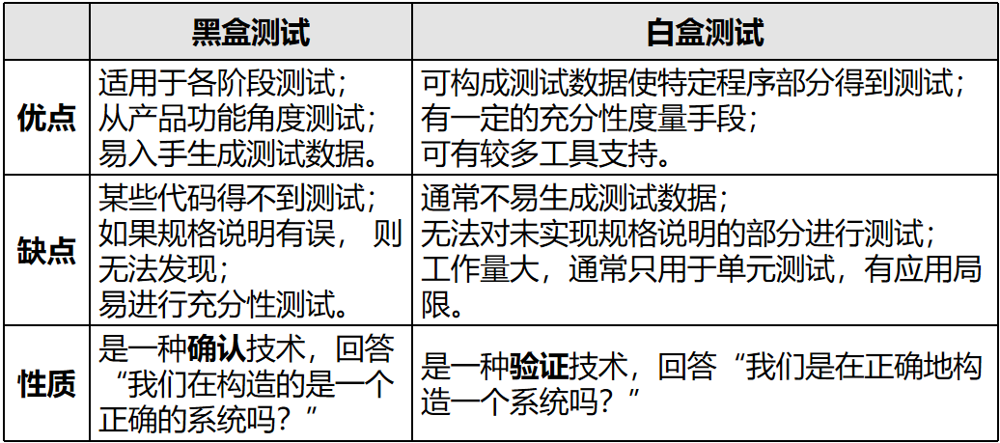 黑盒测试
白盒测试
优点
适用于各阶段测试；
从产品功能角度测试；
易入手生成测试数据。
可构成测试数据使特定程序部分得到测试；
有一定的充分性度量手段；
可有较多工具支持。
缺点
某些代码得不到测试；
如果规格说明有误， 则
无法发现；
易进行充分性测试。
通常不易生成测试数据；
无法对未实现规格说明的部分进行测试；
工作量大，通常只用于单元测试，有应用局
限。
性质
是一种确认技术，回答
“我们在构造的是一个
正确的系统吗？”
是一种验证技术，回答“我们是在正确地构
造一个系统吗？”